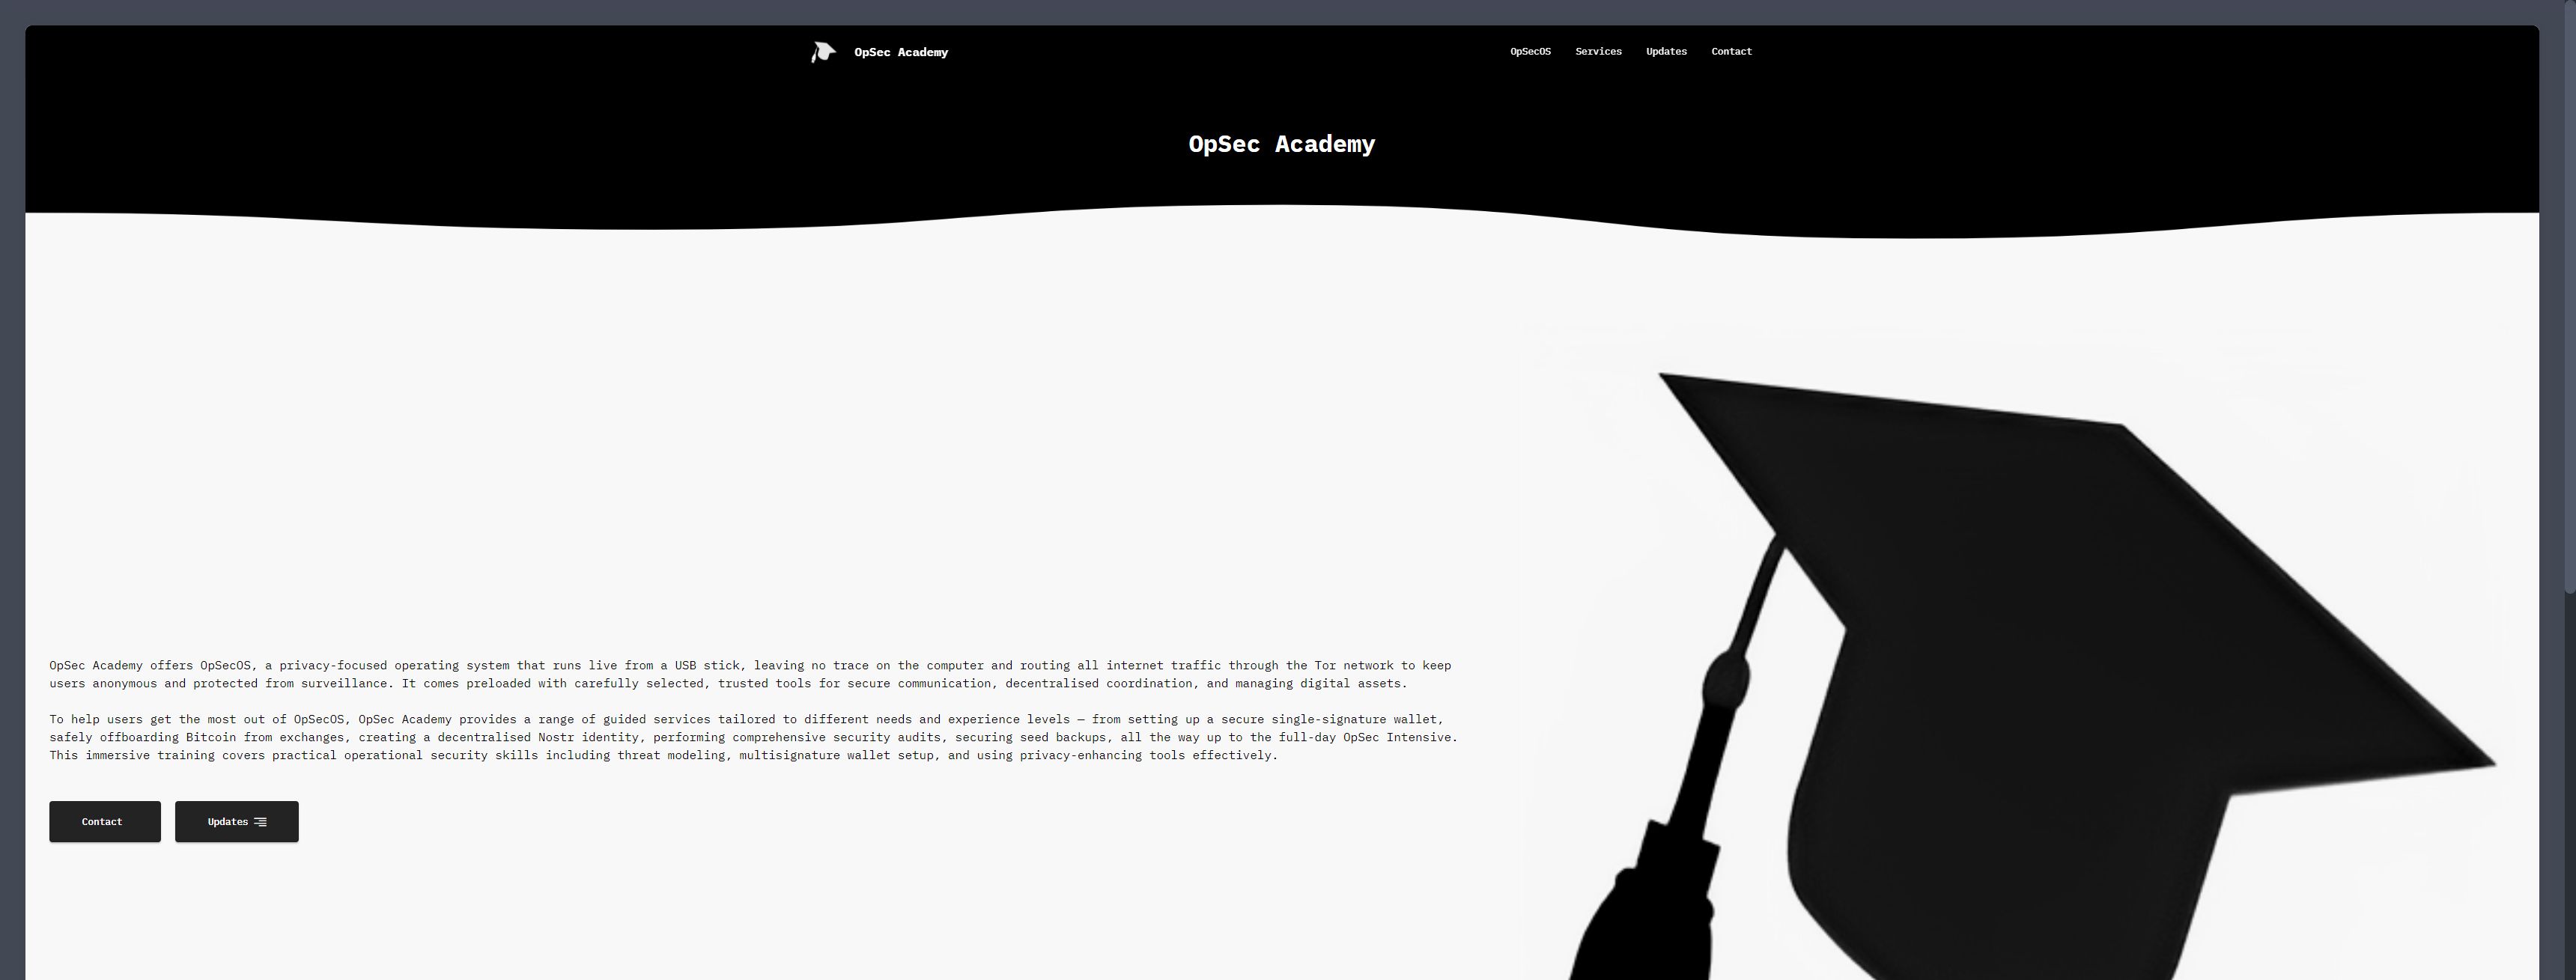 OpSec Academy
OpSecOS Services Updates Contact
OpSec Academy
OpSec Academy offers OpSecOS, a privacy-focused operating system that runs live from a USB stick, leaving no trace on the computer and routing all internet traffic through the Tor network to keep
users anonymous and protected from surveillance. It comes preloaded with carefully selected, trusted tools for secure communication, decentralised coordination, and managing digital assets.
To help users get the most out of OpSecOS, OpSec Academy provides a range of guided services tailored to different needs and experience levels — from setting up a secure single-signature wallet,
safely offboarding Bitcoin from exchanges, creating a decentralised Nostr identity, performing comprehensive security audits, securing seed backups, all the way up to the full-day OpSec Intensive.
This immersive training covers practical operational security skills including threat modeling, multisignature wallet setup, and using privacy-enhancing tools effectively.
Contact Updates